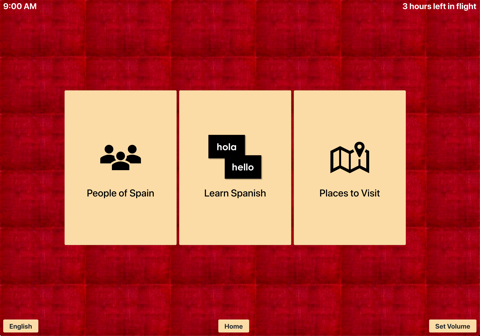 9:00 AM
3 hours left in flight
hola
hello
People of Spain
Learn Spanish
Places to Visit
English
Home
Set Volume